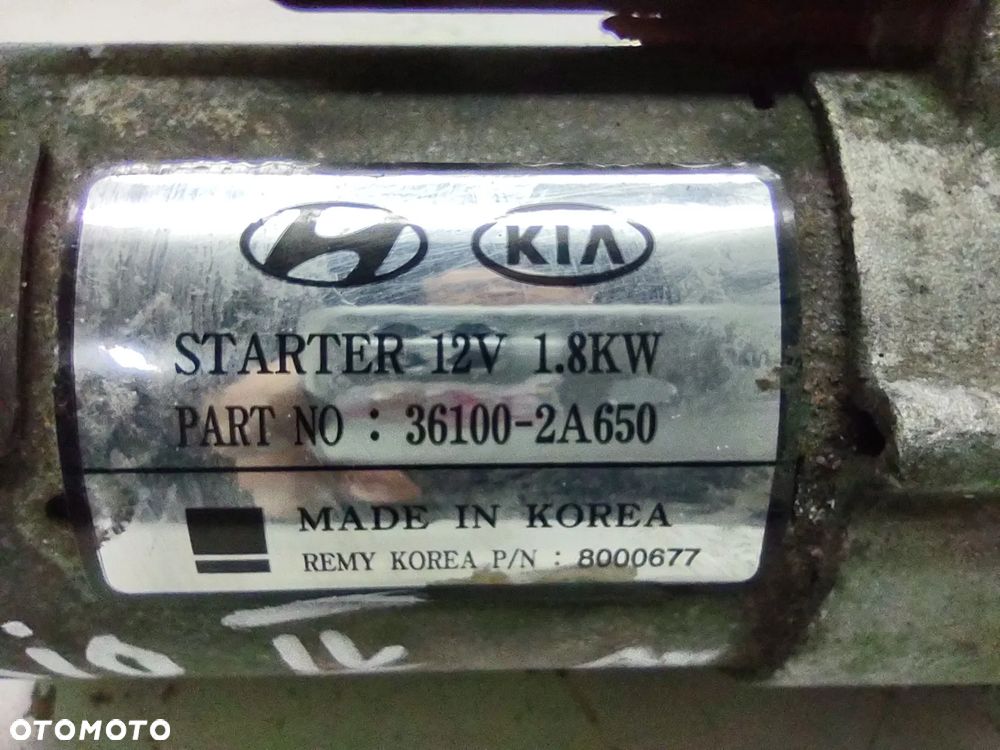 KIA
STARTER 12V 1.8KW
PART NO : 36100-2A650
MADE IN KOREA
REMY KOREA P/N : 8000677
OTOMOTO